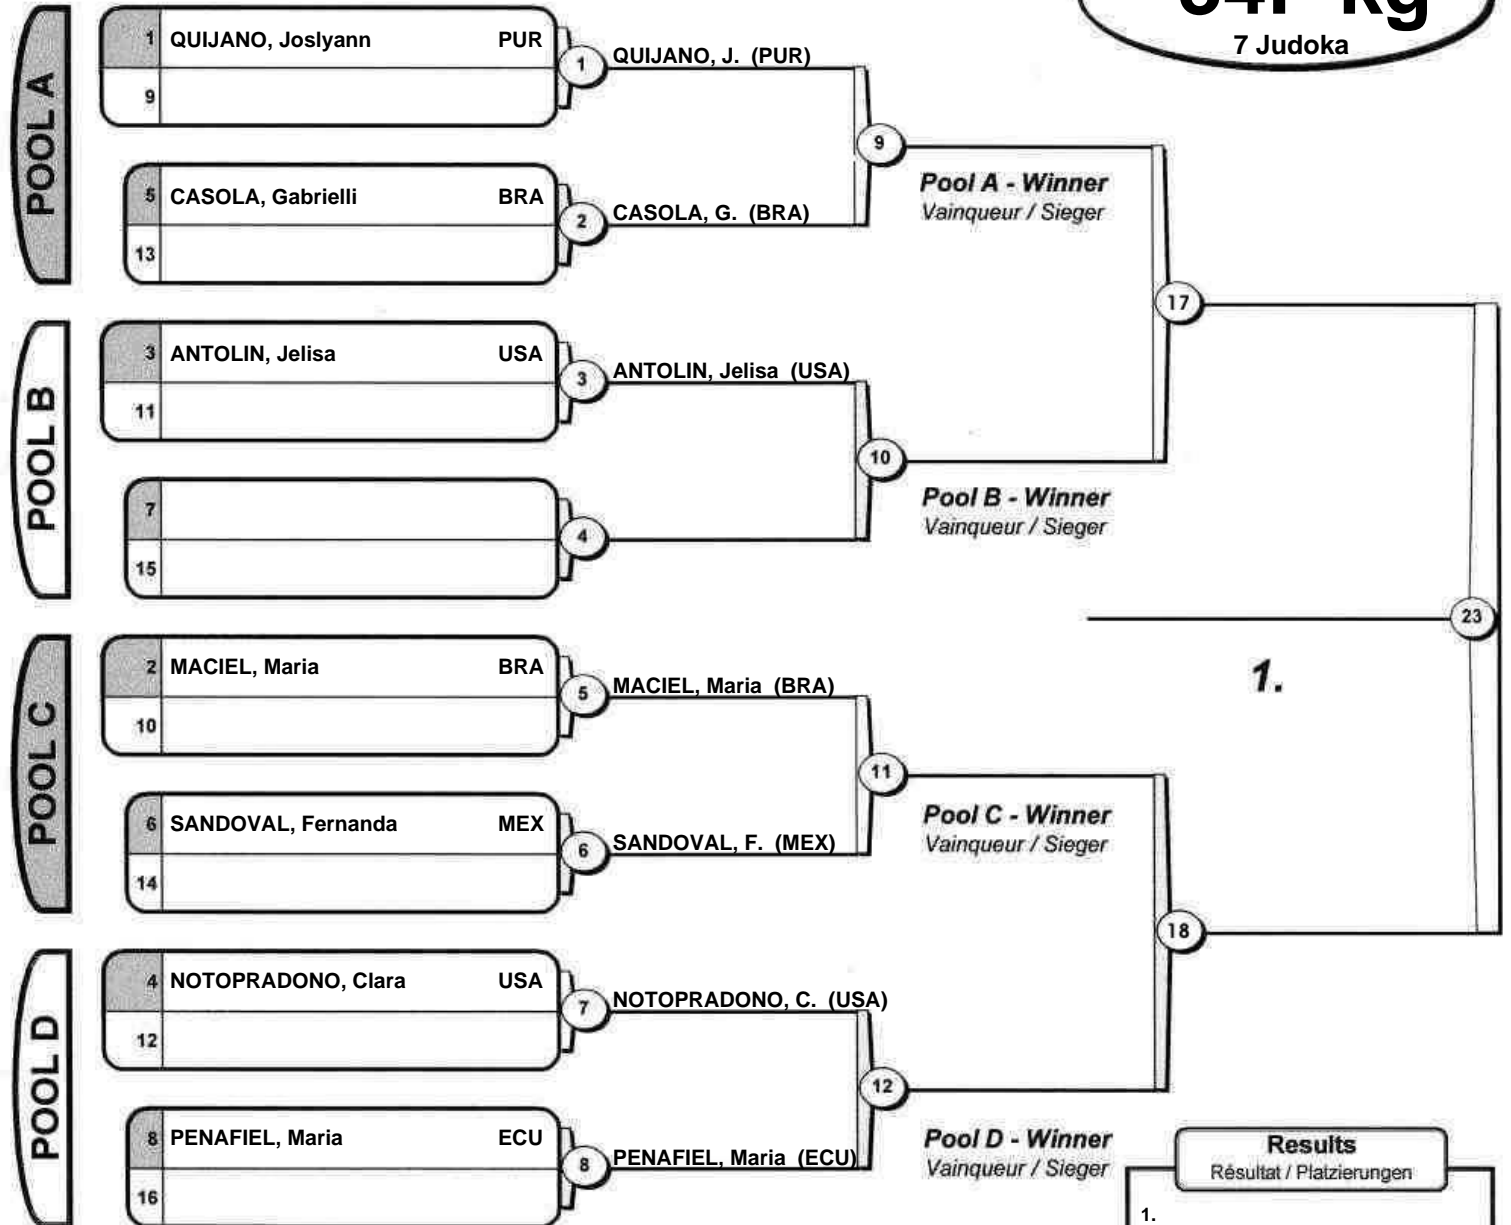 kg
7 Judoka
POOL A
1 QUIJANO, Joslyann PUR
9
1
QUIJANO, J. (PUR)
5 CASOLA, Gabrielli BRA
13
2
CASOLA, G. (BRA)
9
Pool A - Winner
Vainqueur / Sieger
POOL B
3 ANTOLIN, Jelisa USA
11
3
ANTOLIN, Jelisa (USA)
7
15
4
10
Pool B - Winner
Vainqueur / Sieger
17
POOL C
2 MACIEL, Maria BRA
10
5
MACIEL, Maria (BRA)
6 SANDOVAL, Fernanda MEX
14
6
SANDOVAL, F. (MEX)
11
Pool C - Winner
Vainqueur / Sieger
23
1.
POOL D
4 NOTOPRADONO, Clara USA
12
7
NOTOPRADONO, C. (USA)
8 PENAFIEL, Maria ECU
16
8
PENAFIEL, Maria (ECU)
12
Pool D - Winner
Vainqueur / Sieger
18
Results
Résultat / Platzierungen
1.